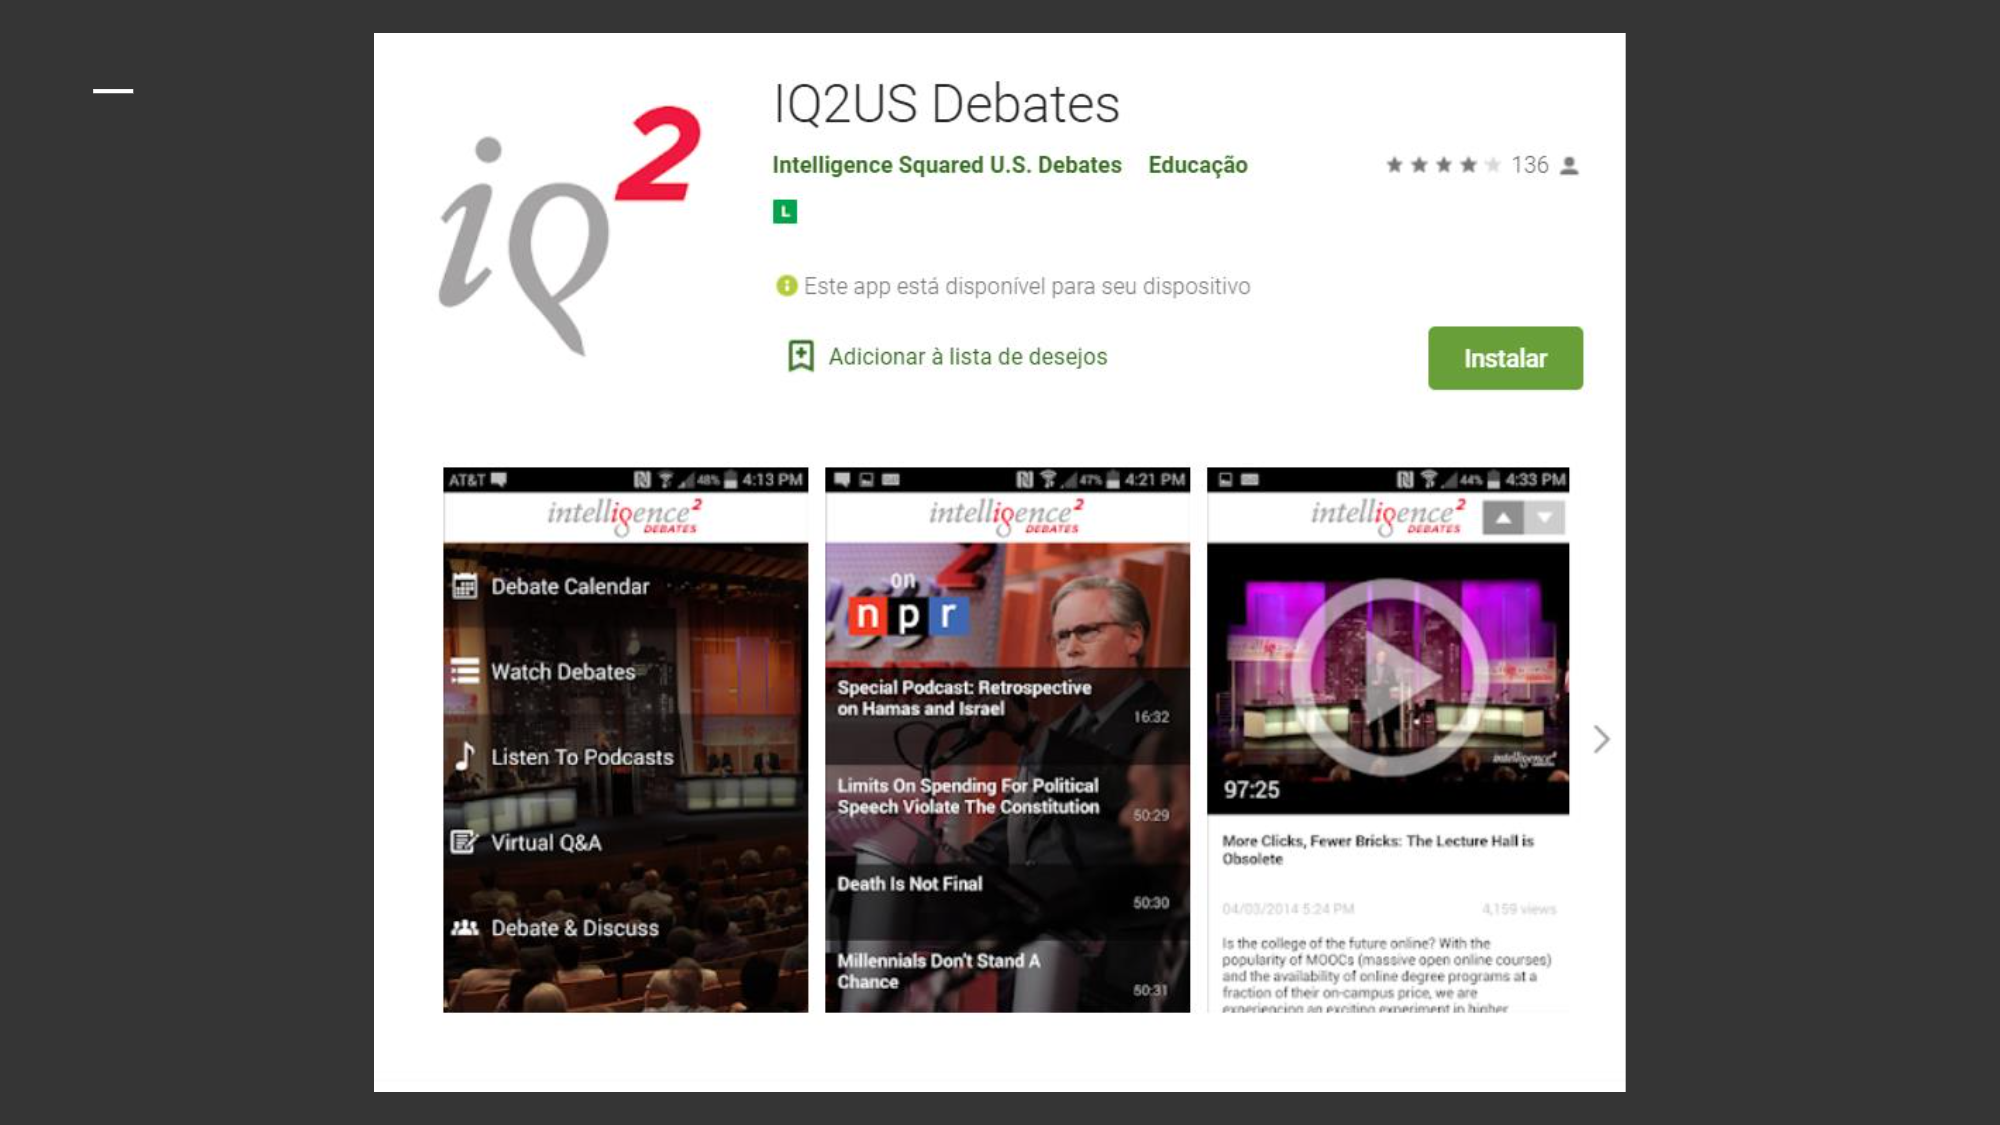 iq2
IQ2US Debates
Intelligence Squared U.S. Debates Educação
136
L
Este app está disponível para seu dispositivo
Adicionar à lista de desejos
Instalar
AT&T 48% 4:13 PM
intelligence2
DEBATES
Debate Calendar
Watch Debates
Listen To Podcasts
Virtual Q&A
Debate & Discuss
47% 4:21 PM
intelligence2
DEBATES
on
npr
Special Podcast: Retrospective
on Hamas and Israel
16:32
Limits On Spending For Political
Speech Violate The Constitution
50:29
Death Is Not Final
50:30
Millennials Don't Stand A
Chance
50:31
44% 4:33 PM
intelligence2
DEBATES
intelligence2
97:25
More Clicks, Fewer Bricks: The Lecture Hall is
Obsolete
04/03/2014 5:24 PM 4,159 views
Is the college of the future online? With the
popularity of MOOCs (massive open online courses)
and the availability of online degree programs at a
fraction of their on-campus price, we are
experiencing an exciting experiment in higher